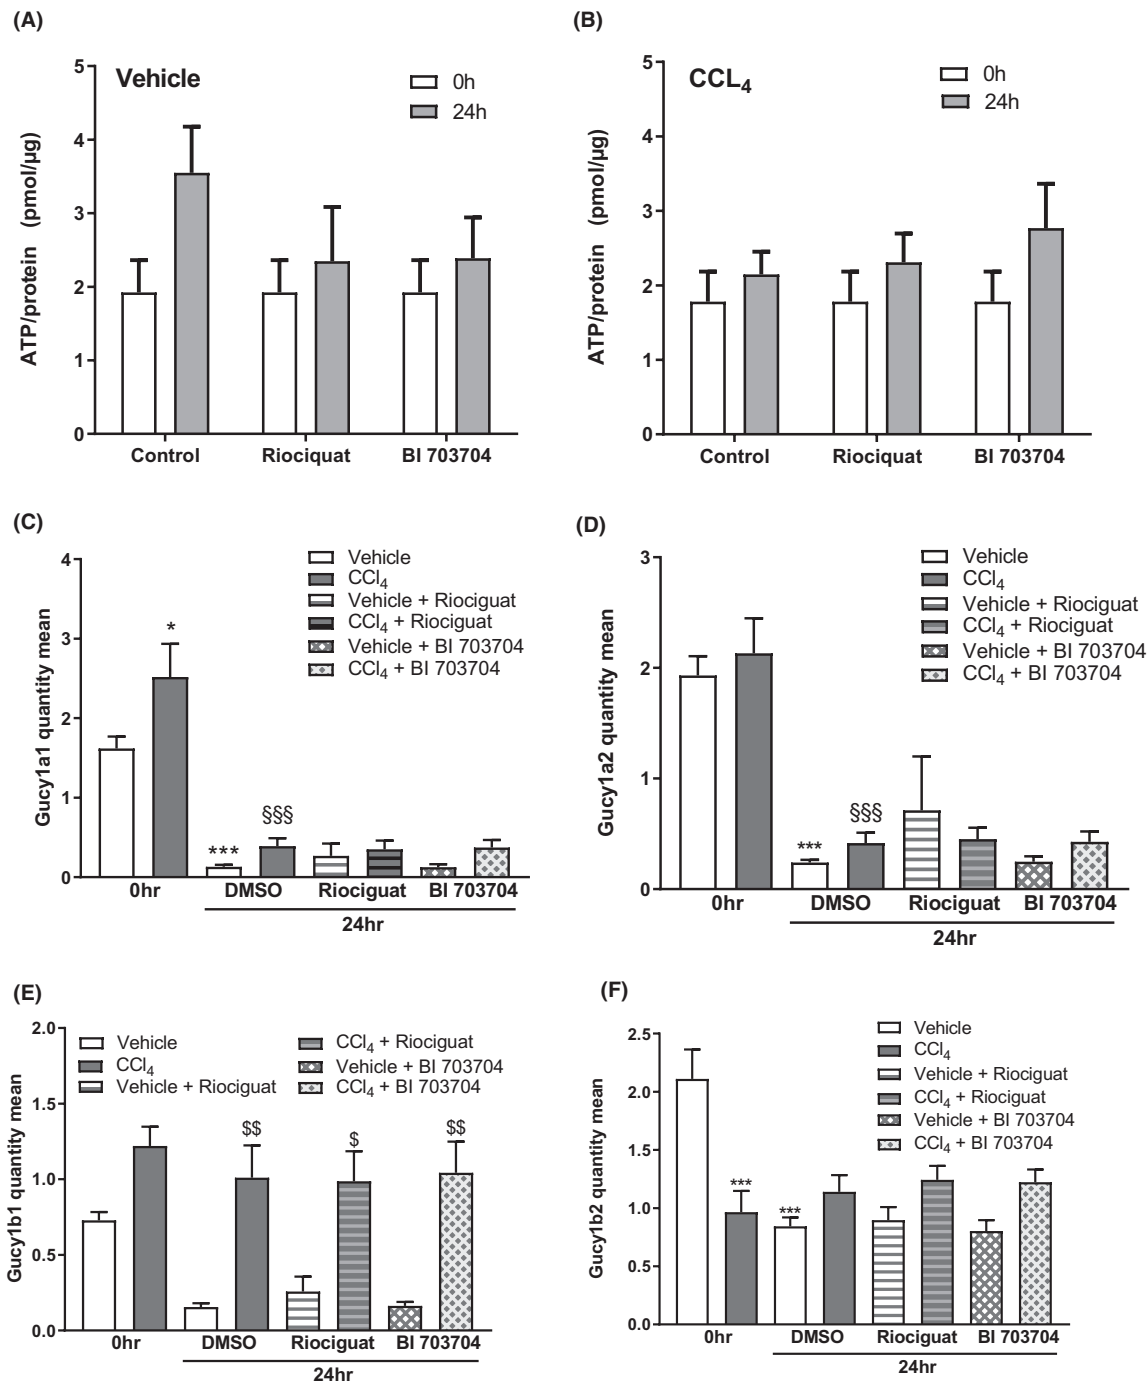 (A)
Vehicle
0h
24h
ATP/protein (pmol/µg)
5
4
3
2
1
0
Control Riociquat BI 703704
(B)
CCL4
0h
24h
ATP/protein (pmol/µg)
5
4
3
2
1
0
Control Riociquat BI 703704
(C)
Vehicle
CCl4
Vehicle + Riociguat
CCl4 + Riociguat
Vehicle + BI 703704
CCl4 + BI 703704
Gucy1a1 quantity mean
4
3
2
1
0
*
***
§§§
0hr DMSO Riociguat BI 703704
24hr
(D)
Vehicle
CCl4
Vehicle + Riociguat
CCl4 + Riociguat
Vehicle + BI 703704
CCl4 + BI 703704
Gucy1a2 quantity mean
3
2
1
0
***
§§§
0hr DMSO Riociguat BI 703704
24hr
(E)
Vehicle
CCl4
Vehicle + Riociguat
CCl4 + Riociguat
Vehicle + BI 703704
CCl4 + BI 703704
Gucy1b1 quantity mean
2.0
1.5
1.0
0.5
0.0
$$
$
$$
0hr DMSO Riociguat BI 703704
24hr
(F)
Vehicle
CCl4
Vehicle + Riociguat
CCl4 + Riociguat
Vehicle + BI 703704
CCl4 + BI 703704
Gucy1b2 quantity mean
2.5
2.0
1.5
1.0
0.5
0.0
***
***
0hr DMSO Riociguat BI 703704
24hr